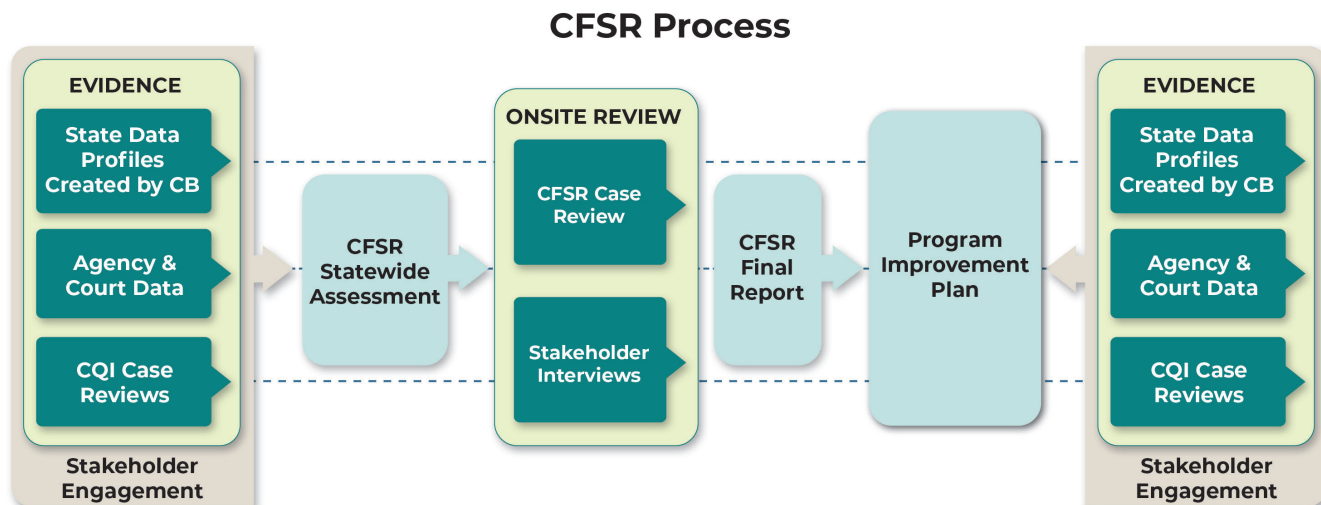 CFSR Process
EVIDENCE
State Data
Profiles
Created by CB
Agency &
Court Data
CQI Case
Reviews
Stakeholder
Engagement
CFSR
Statewide
Assessment
ONSITE REVIEW
CFSR Case
Review
Stakeholder
Interviews
CFSR
Final
Report
Program
Improvement
Plan
EVIDENCE
State Data
Profiles
Created by CB
Agency &
Court Data
CQI Case
Reviews
Stakeholder
Engagement